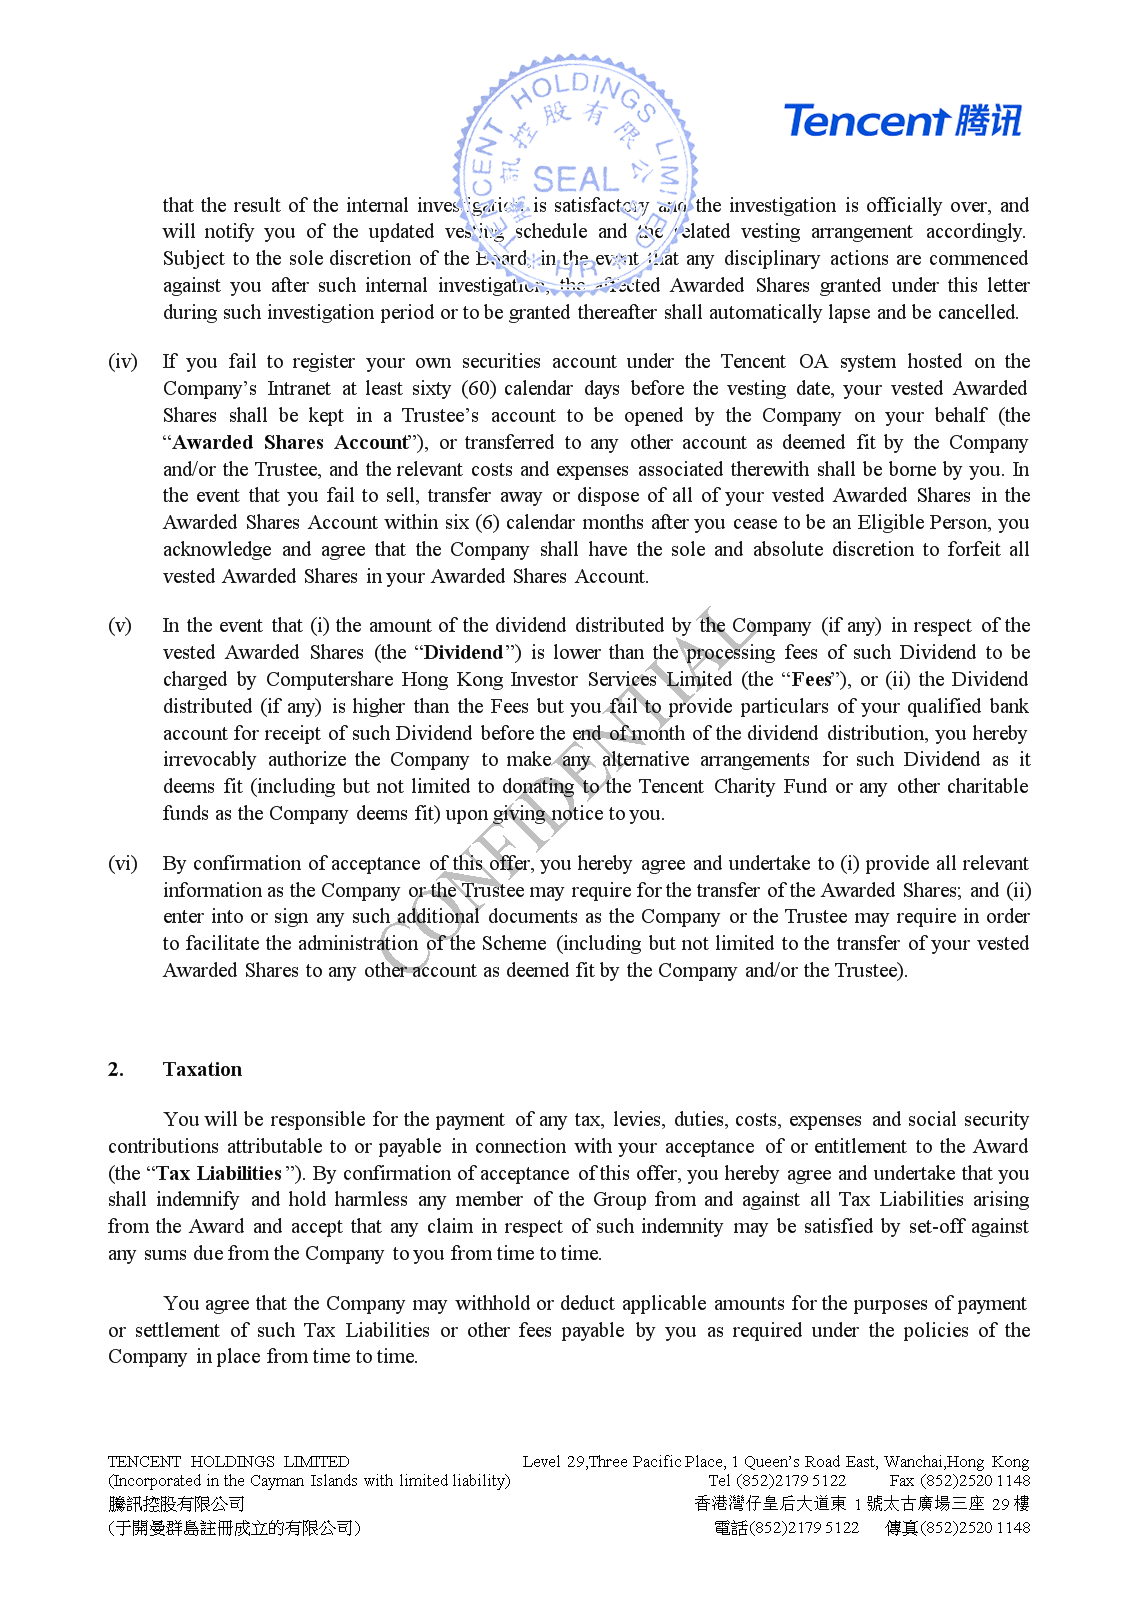 TENCENT HOLDINGS LIMITED
騰訊控股有限公司
SEAL
* HR *
Tencent 腾讯
that the result of the internal investigation is satisfactory and the investigation is officially over, and
will notify you of the updated vesting schedule and the related vesting arrangement accordingly.
Subject to the sole discretion of the Board, in the event that any disciplinary actions are commenced
against you after such internal investigation, the affected Awarded Shares granted under this letter
during such investigation period or to be granted thereafter shall automatically lapse and be cancelled.
(iv) If you fail to register your own securities account under the Tencent OA system hosted on the
Company’s Intranet at least sixty (60) calendar days before the vesting date, your vested Awarded
Shares shall be kept in a Trustee’s account to be opened by the Company on your behalf (the
“Awarded Shares Account”), or transferred to any other account as deemed fit by the Company
and/or the Trustee, and the relevant costs and expenses associated therewith shall be borne by you. In
the event that you fail to sell, transfer away or dispose of all of your vested Awarded Shares in the
Awarded Shares Account within six (6) calendar months after you cease to be an Eligible Person, you
acknowledge and agree that the Company shall have the sole and absolute discretion to forfeit all
vested Awarded Shares in your Awarded Shares Account.
(v) In the event that (i) the amount of the dividend distributed by the Company (if any) in respect of the
vested Awarded Shares (the “Dividend”) is lower than the processing fees of such Dividend to be
charged by Computershare Hong Kong Investor Services Limited (the “Fees”), or (ii) the Dividend
distributed (if any) is higher than the Fees but you fail to provide particulars of your qualified bank
account for receipt of such Dividend before the end of month of the dividend distribution, you hereby
irrevocably authorize the Company to make any alternative arrangements for such Dividend as it
deems fit (including but not limited to donating to the Tencent Charity Fund or any other charitable
funds as the Company deems fit) upon giving notice to you.
(vi) By confirmation of acceptance of this offer, you hereby agree and undertake to (i) provide all relevant
information as the Company or the Trustee may require for the transfer of the Awarded Shares; and (ii)
enter into or sign any such additional documents as the Company or the Trustee may require in order
to facilitate the administration of the Scheme (including but not limited to the transfer of your vested
Awarded Shares to any other account as deemed fit by the Company and/or the Trustee).
CONFIDENTIAL
2. Taxation
You will be responsible for the payment of any tax, levies, duties, costs, expenses and social security
contributions attributable to or payable in connection with your acceptance of or entitlement to the Award
(the “Tax Liabilities”). By confirmation of acceptance of this offer, you hereby agree and undertake that you
shall indemnify and hold harmless any member of the Group from and against all Tax Liabilities arising
from the Award and accept that any claim in respect of such indemnity may be satisfied by set-off against
any sums due from the Company to you from time to time.
You agree that the Company may withhold or deduct applicable amounts for the purposes of payment
or settlement of such Tax Liabilities or other fees payable by you as required under the policies of the
Company in place from time to time.
TENCENT HOLDINGS LIMITED Level 29,Three Pacific Place, 1 Queen’s Road East, Wanchai,Hong Kong
(Incorporated in the Cayman Islands with limited liability) Tel (852)2179 5122 Fax (852)2520 1148
騰訊控股有限公司 香港灣仔皇后大道東 1 號太古廣場三座 29 樓
(于開曼群島註冊成立的有限公司) 電話(852)2179 5122 傳真(852)2520 1148